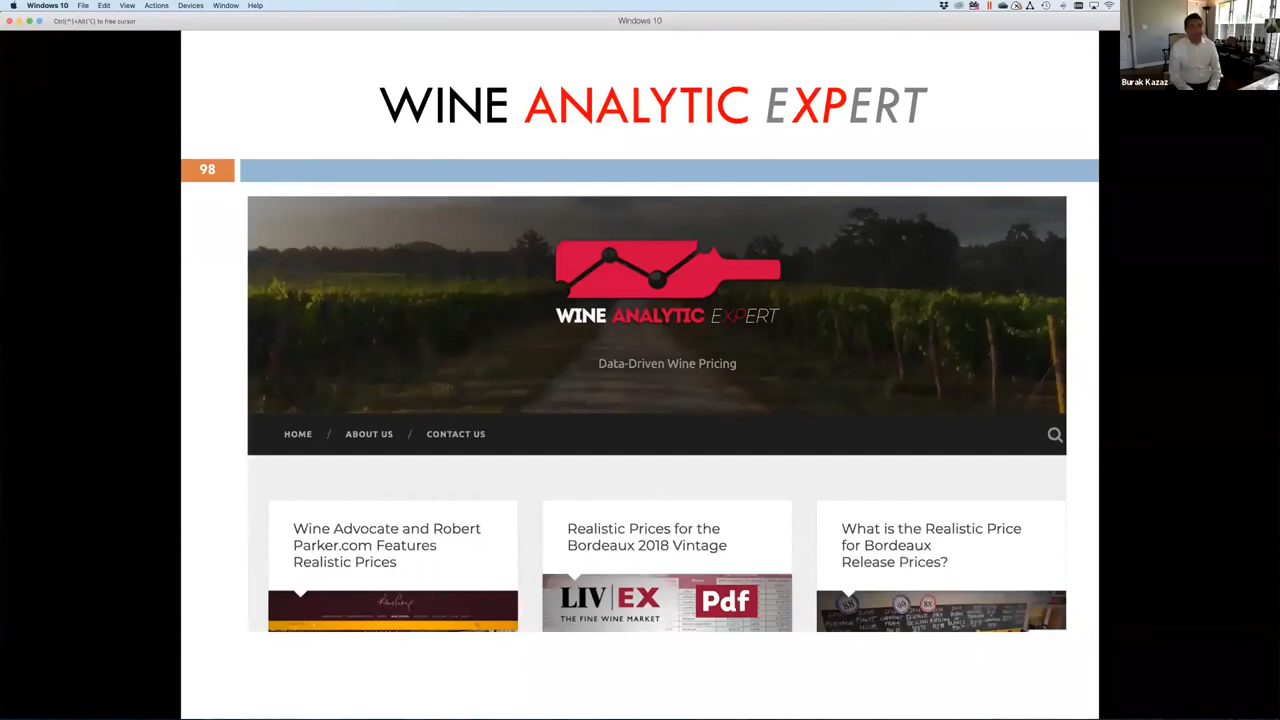 Windows 10 File Edit View Actions Devices Window Help
Ctrl(^)+Alt(⌥) to free cursor
Windows 10
Burak Kazaz
WINE ANALYTIC EXPERT
98
WINE ANALYTIC EXPERT
Data-Driven Wine Pricing
HOME / ABOUT US / CONTACT US
Wine Advocate and Robert
Parker.com Features
Realistic Prices
Realistic Prices for the
Bordeaux 2018 Vintage
LIV|EX
THE FINE WINE MARKET
Pdf
What is the Realistic Price
for Bordeaux
Release Prices?
88
90
88